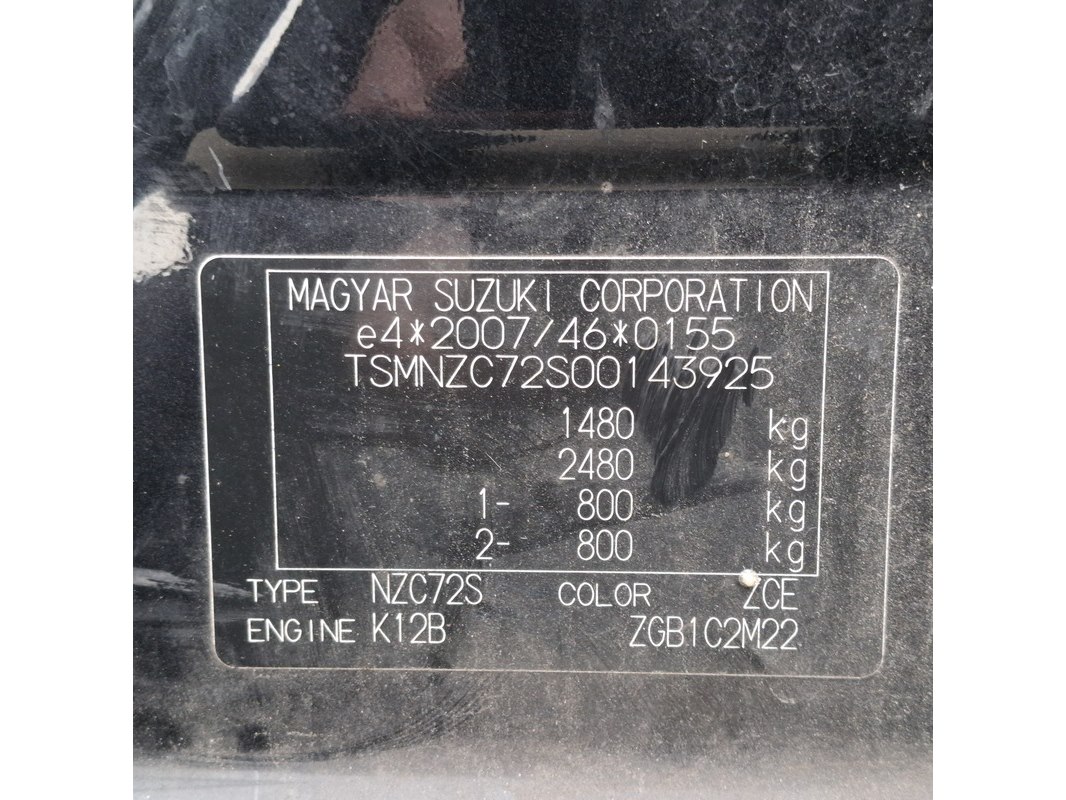 MAGYAR SUZUKI CORPORATION
e4*2007/46*0155
TSMNZC72S00143925
1480 kg
2480 kg
1- 800 kg
2- 800 kg
TYPE NZC72S COLOR ZCE
ENGINE K12B ZGB1C2M22